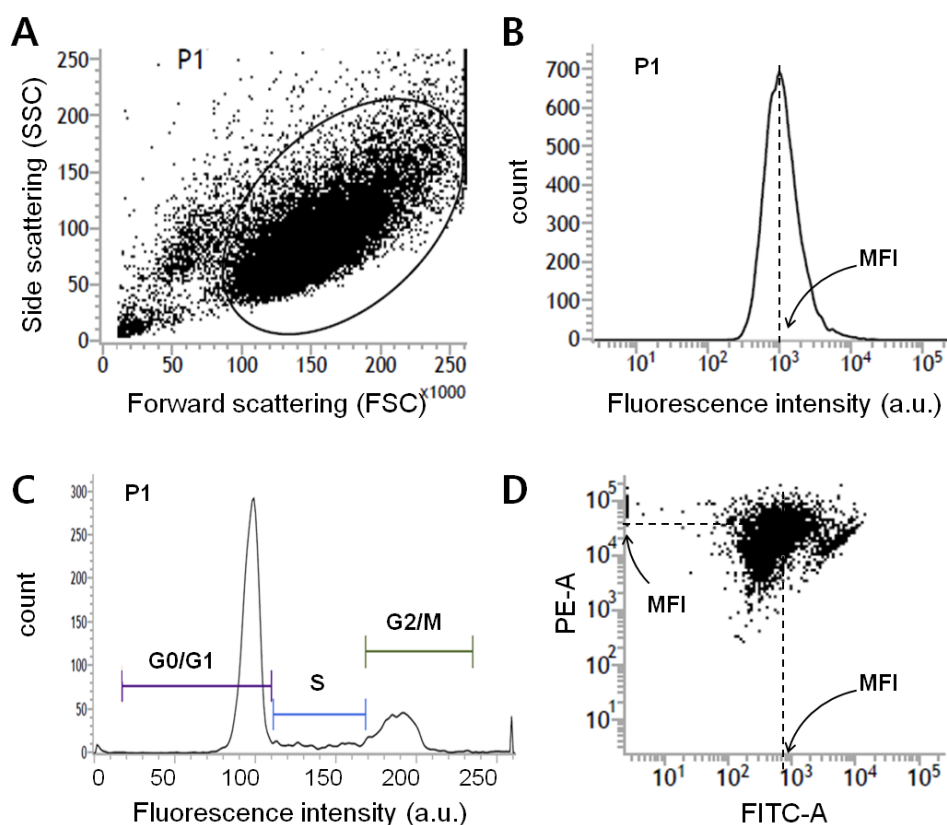 A
P1
Side scattering (SSC)
250
200
150
100
50
0
0 50 100 150 200 250
x1000
Forward scattering (FSC)
B
P1
count
700
600
500
400
300
200
100
0
MFI
10¹ 10² 10³ 10⁴ 10⁵
Fluorescence intensity (a.u.)
C
P1
count
300
250
200
150
100
50
0
G0/G1
S
G2/M
0 50 100 150 200 250
Fluorescence intensity (a.u.)
D
PE-A
10⁵
10⁴
10³
10²
10¹
MFI
MFI
10¹ 10² 10³ 10⁴ 10⁵
FITC-A